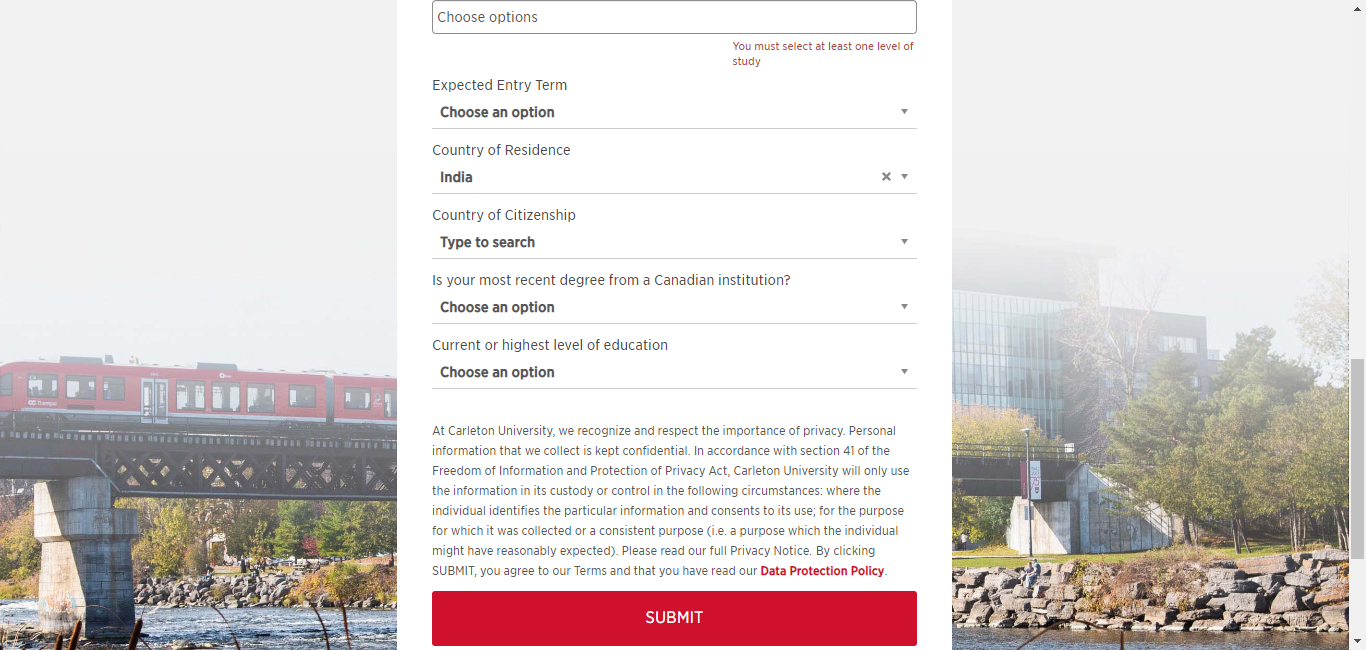 Choose options
You must select at least one level of
study
Expected Entry Term
Choose an option
Country of Residence
India
Country of Citizenship
Type to search
Is your most recent degree from a Canadian institution?
Choose an option
Current or highest level of education
Choose an option
At Carleton University, we recognize and respect the importance of privacy. Personal
information that we collect is kept confidential. In accordance with section 41 of the
Freedom of Information and Protection of Privacy Act, Carleton University will only use
the information in its custody or control in the following circumstances: where the
individual identifies the particular information and consents to its use; for the purpose
for which it was collected or a consistent purpose (i.e. a purpose which the individual
might have reasonably expected). Please read our full Privacy Notice. By clicking
SUBMIT, you agree to our Terms and that you have read our Data Protection Policy.
SUBMIT